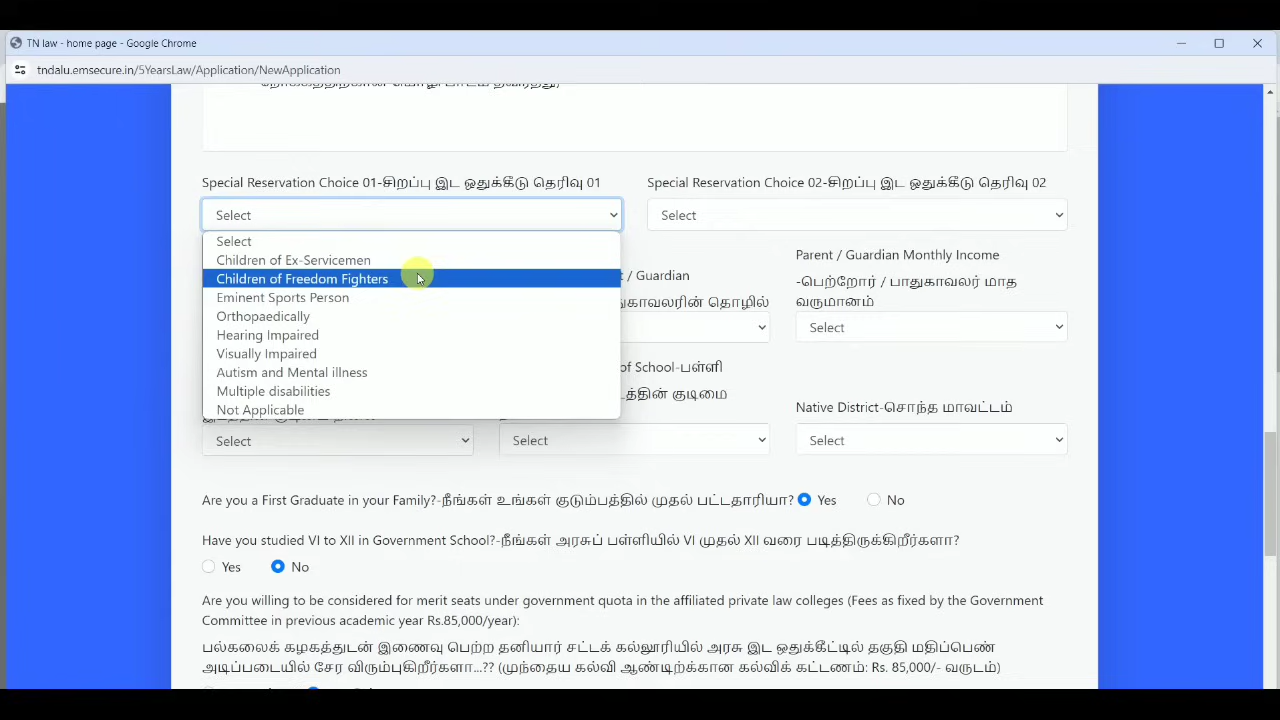 TN law - home page - Google Chrome
tndalu.emsecure.in/5YearsLaw/Application/NewApplication
Special Reservation Choice 01-சிறப்பு இட ஒதுக்கீடு தெரிவு 01
Special Reservation Choice 02-சிறப்பு இட ஒதுக்கீடு தெரிவு 02
Select
Select
Select
Children of Ex-Servicemen
Children of Freedom Fighters
Eminent Sports Person
Orthopaedically
Hearing Impaired
Visually Impaired
Autism and Mental illness
Multiple disabilities
Not Applicable
/ Guardian
தொழில்
Parent / Guardian Monthly Income
-பெற்றோர் / பாதுகாவலர் மாத
வருமானம்
Select
of School-பள்ளி
குடிமை
Native District-சொந்த மாவட்டம்
Select
Select
Select
Are you a First Graduate in your Family?-நீங்கள் உங்கள் குடும்பத்தில் முதல் பட்டதாரியா? Yes No
Have you studied VI to XII in Government School?-நீங்கள் அரசுப் பள்ளியில் VI முதல் XII வரை படித்திருக்கிறீர்களா?
Yes No
Are you willing to be considered for merit seats under government quota in the affiliated private law colleges (Fees as fixed by the Government
Committee in previous academic year Rs.85,000/year):
பல்கலைக் கழகத்துடன் இணைவு பெற்ற தனியார் சட்டக் கல்லூரியில் அரசு இட ஒதுக்கீட்டில் தகுதி மதிப்பெண்
அடிப்படையில் சேர விரும்புகிறீர்களா...?? (முந்தைய கல்வி ஆண்டிற்க்கான கல்விக் கட்டணம்: Rs. 85,000/- வருடம்)